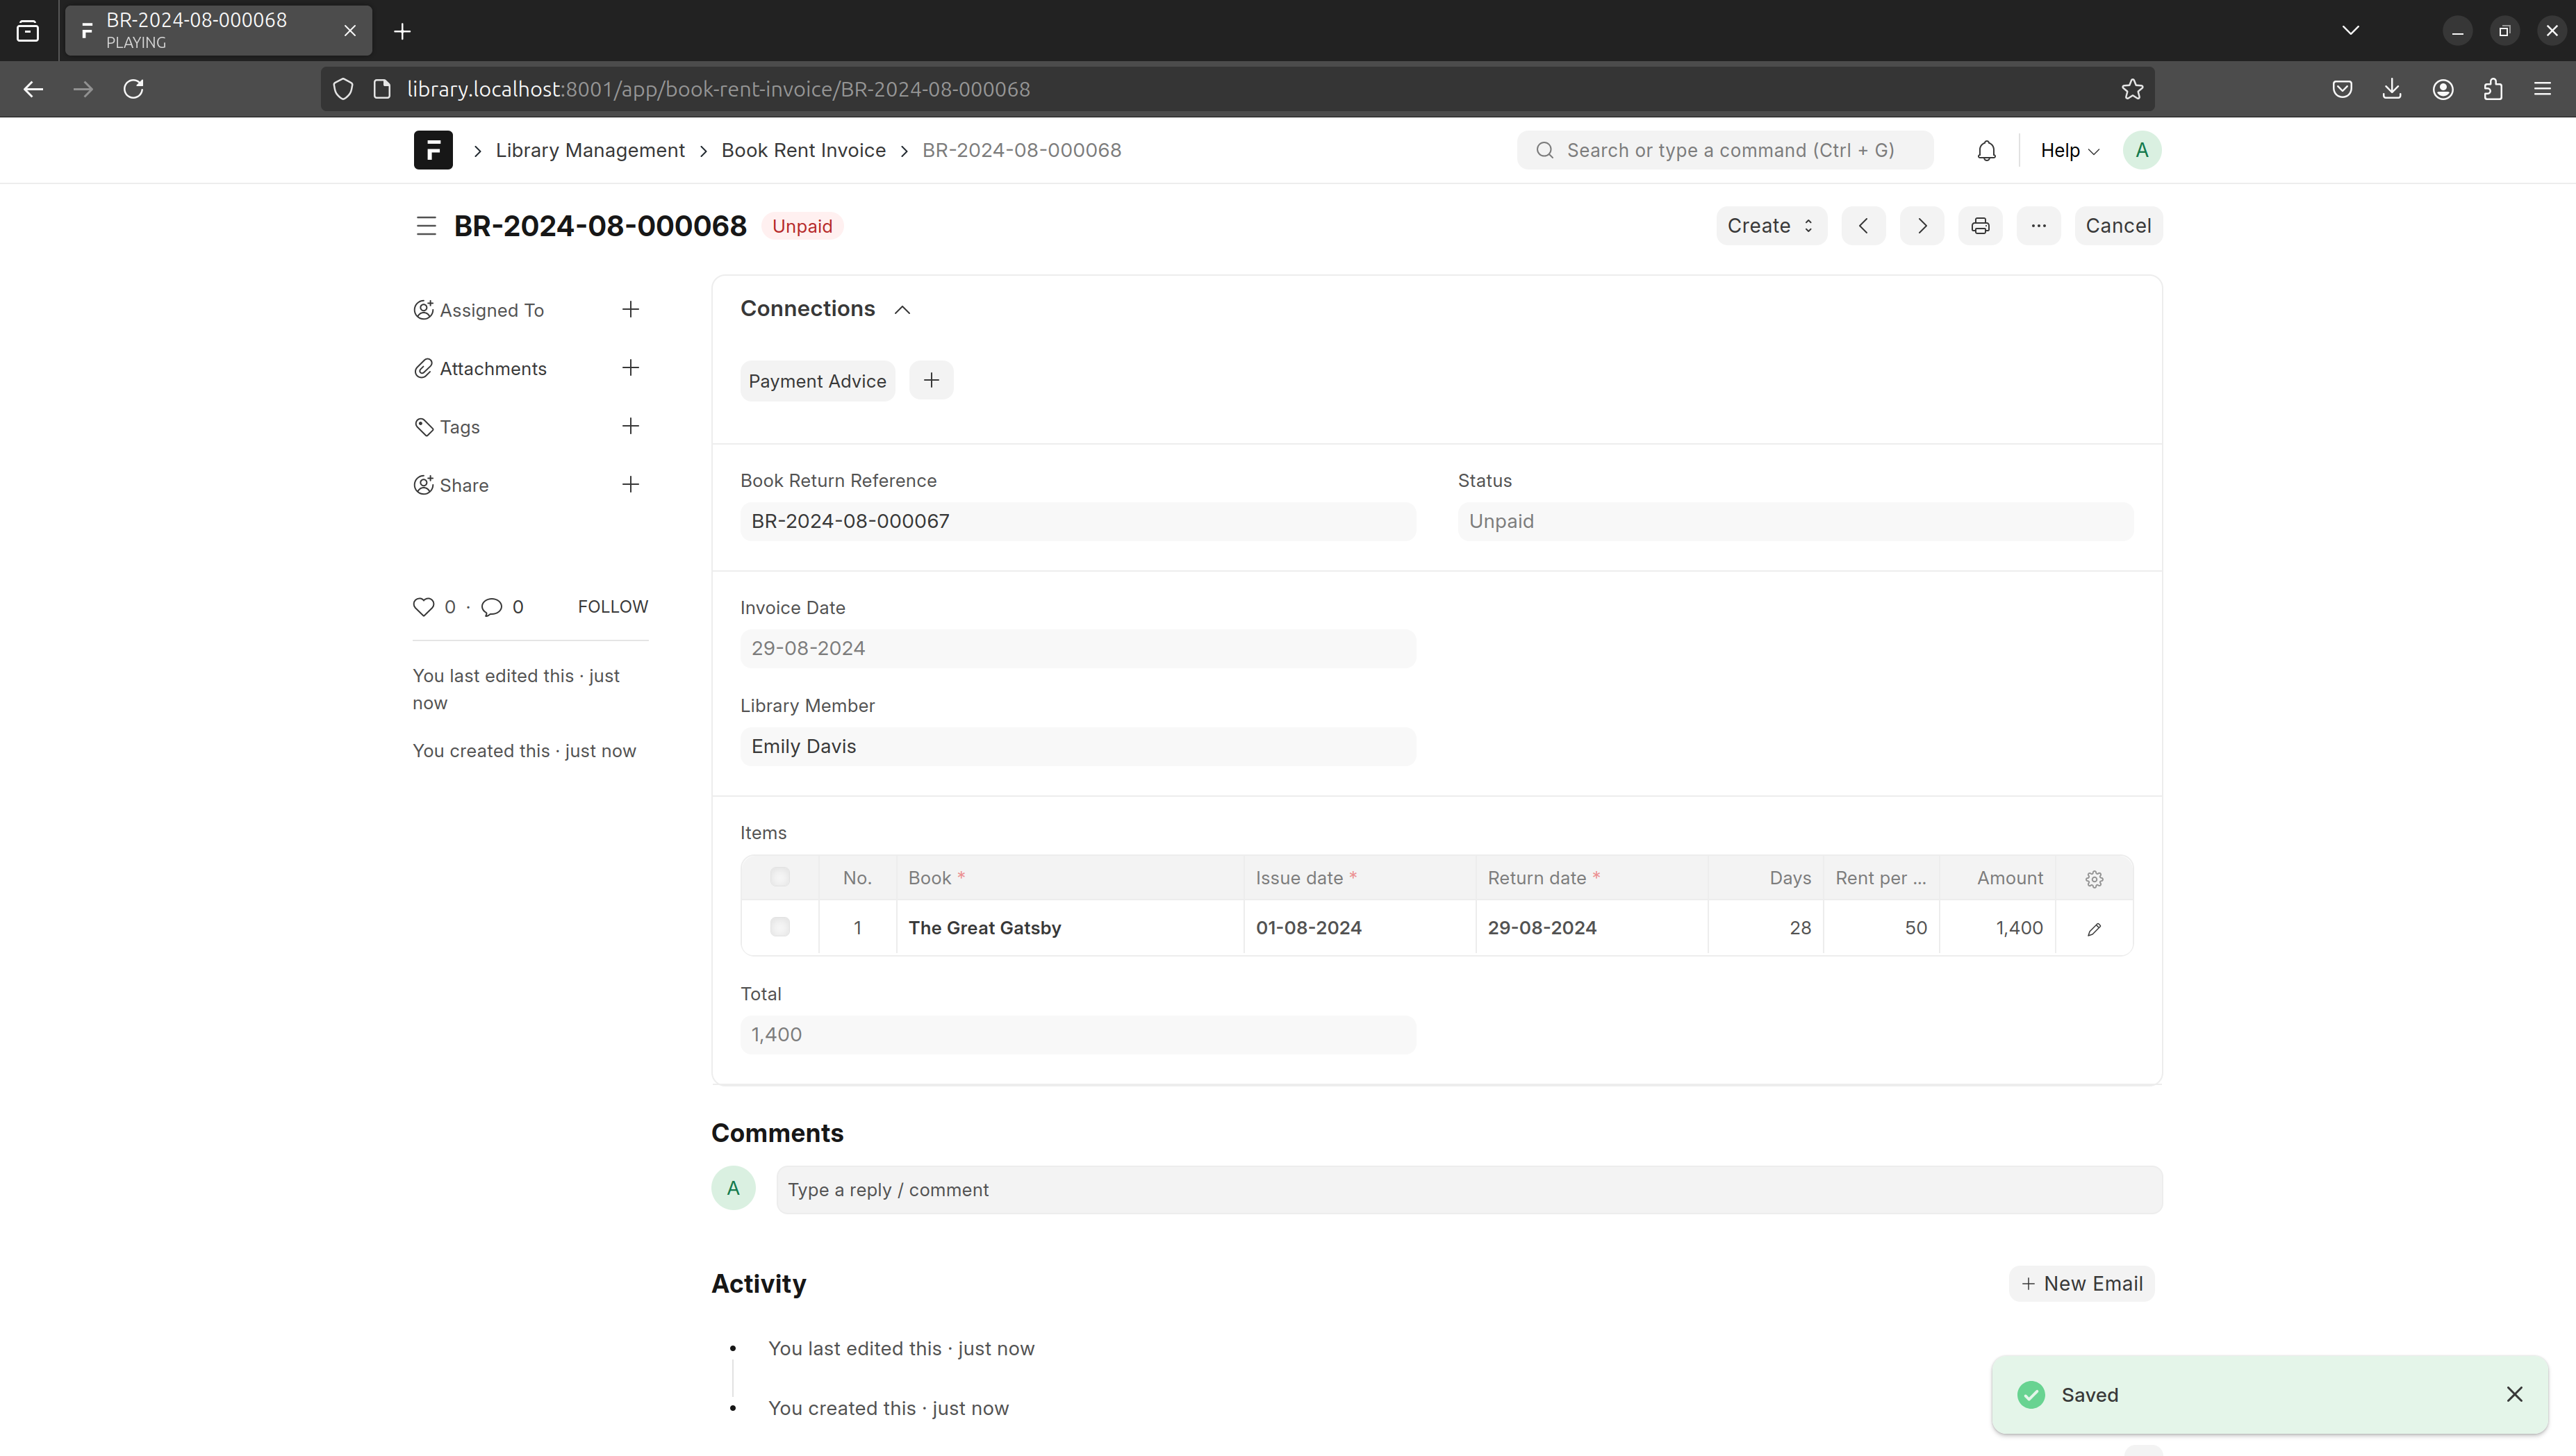 BR-2024-08-000068
PLAYING
library.localhost:8001/app/book-rent-invoice/BR-2024-08-000068
Library Management
Book Rent Invoice
BR-2024-08-000068
Search or type a command (Ctrl + G)
Help
A
BR-2024-08-000068
Unpaid
Create
Cancel
Assigned To
Attachments
Tags
Share
0 · 0
FOLLOW
You last edited this · just
now
You created this · just now
Connections
Payment Advice
Book Return Reference
BR-2024-08-000067
Status
Unpaid
Invoice Date
29-08-2024
Library Member
Emily Davis
Items
No. Book * Issue date * Return date * Days Rent per ... Amount
1 The Great Gatsby 01-08-2024 29-08-2024 28 50 1,400
Total
1,400
Comments
A
Type a reply / comment
Activity
New Email
You last edited this · just now
You created this · just now
Saved